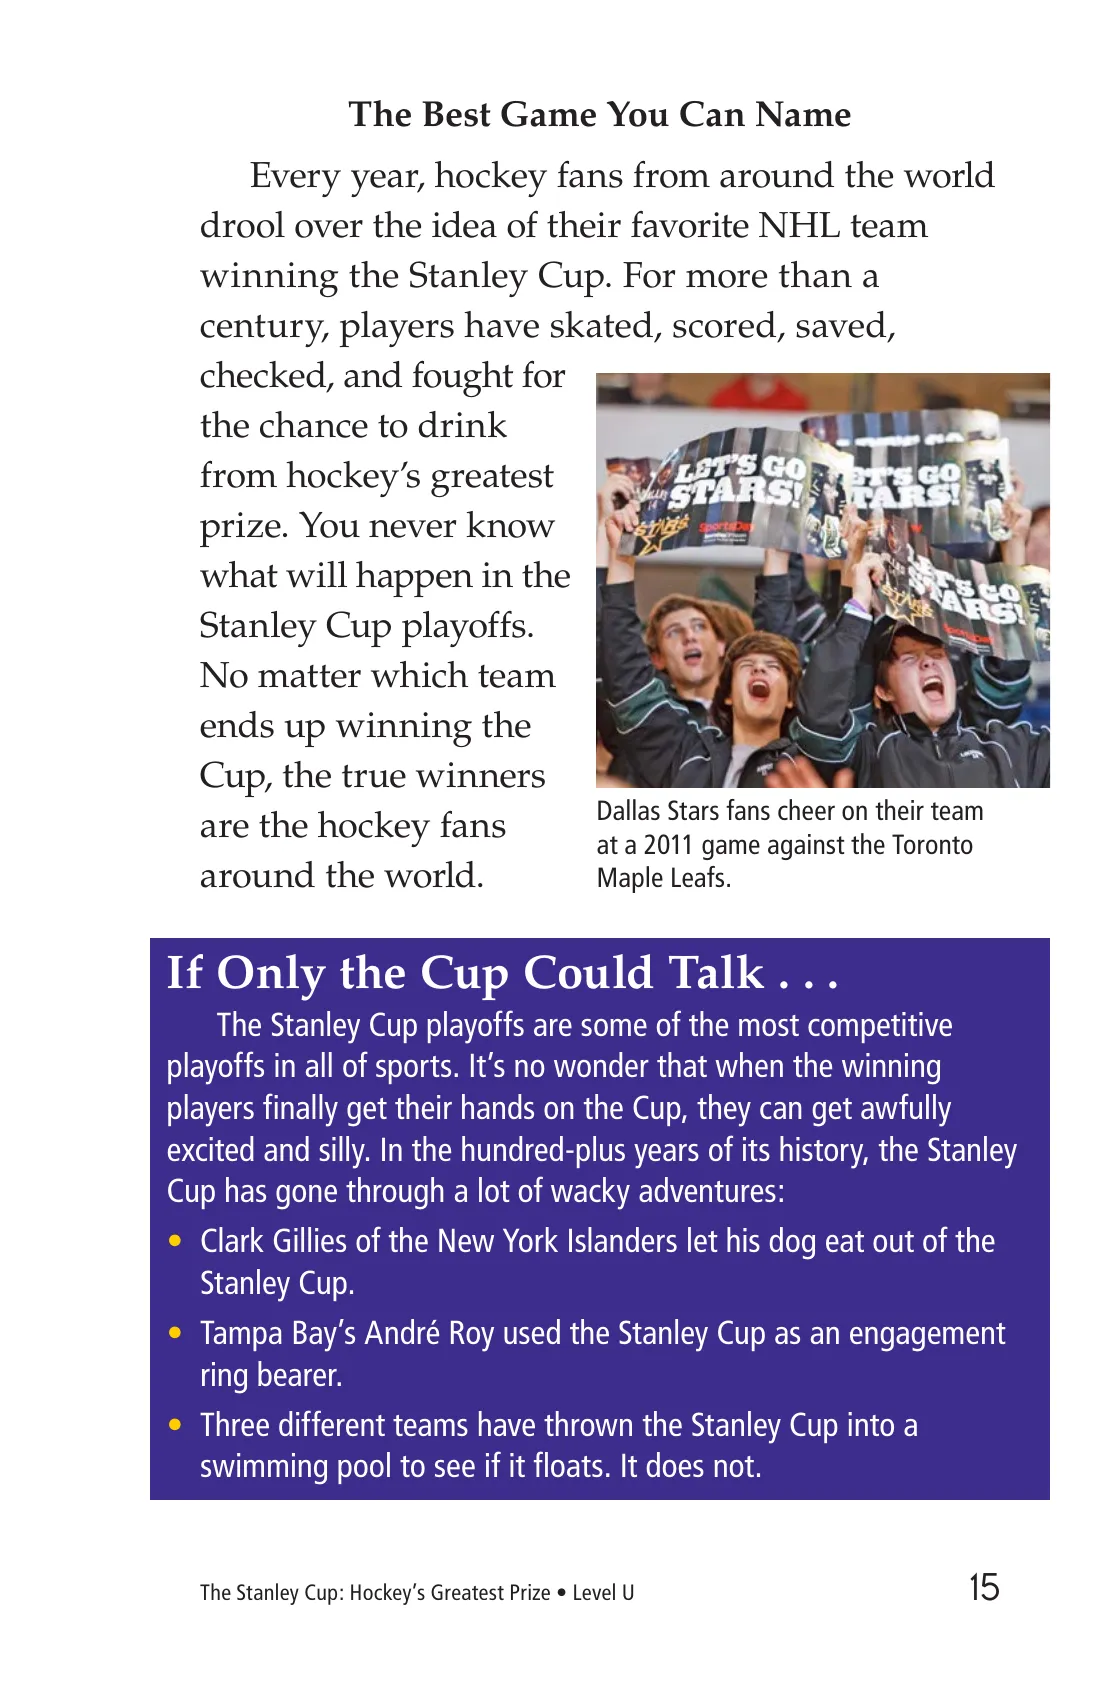 The Best Game You Can Name
Every year, hockey fans from around the world
drool over the idea of their favorite NHL team
winning the Stanley Cup. For more than a
century, players have skated, scored, saved,
checked, and fought for
the chance to drink
from hockey’s greatest
prize. You never know
what will happen in the
Stanley Cup playoffs.
No matter which team
ends up winning the
Cup, the true winners
are the hockey fans
around the world.
LET'S GO
STARS!
STARS
SportsDay
LET'S GO
STARS!
LET'S GO
STARS!
Dallas Stars fans cheer on their team
at a 2011 game against the Toronto
Maple Leafs.
If Only the Cup Could Talk . . .
The Stanley Cup playoffs are some of the most competitive
playoffs in all of sports. It’s no wonder that when the winning
players finally get their hands on the Cup, they can get awfully
excited and silly. In the hundred-plus years of its history, the Stanley
Cup has gone through a lot of wacky adventures:
• Clark Gillies of the New York Islanders let his dog eat out of the
Stanley Cup.
• Tampa Bay’s André Roy used the Stanley Cup as an engagement
ring bearer.
• Three different teams have thrown the Stanley Cup into a
swimming pool to see if it floats. It does not.
The Stanley Cup: Hockey’s Greatest Prize • Level U
15